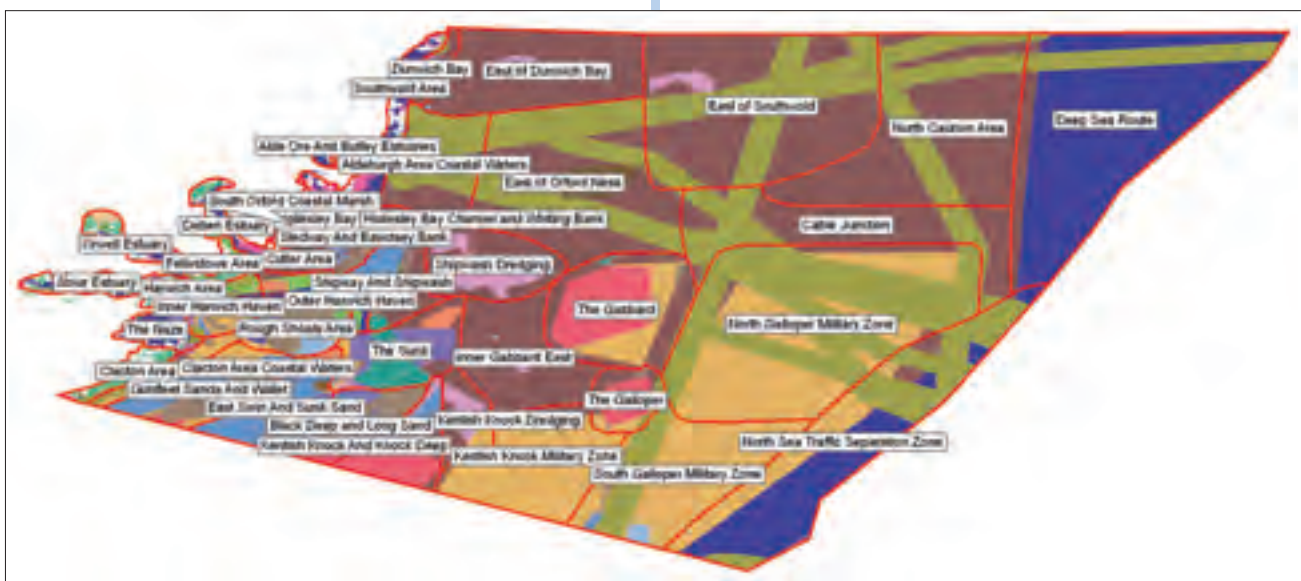 Dunwich Bay
East of Dunwich Bay
Southwold Area
East of Southwold
North Caution Area
Deep Sea Route
Alde Ore And Butley Estuaries
Aldeburgh Area Coastal Waters
East of Orford Ness
South Orford Coastal Marsh
Deben Estuary
Hollesley Bay
Hollesley Bay Channel and Whiting Bank
Cable Junction
Orwell Estuary
Bawdsey Bank
Felixstowe Area
Cutler Area
Shipwash Dredging
Stour Estuary
Harwich Area
Shipway And Shipwash
Inner Harwich Haven
Outer Harwich Haven
The Gabbard
North Galloper Military Zone
The Naze
Rough Shoals Area
The Sunk
Inner Gabbard East
Clacton Area
Clacton Area Coastal Waters
Gunfleet Sands And Wallet
The Galloper
East Swin And Sunk Sand
Black Deep and Long Sand
Kentish Knock Dredging
Kentish Knock And Knock Deep
Kentish Knock Military Zone
North Sea Traffic Separation Zone
South Galloper Military Zone